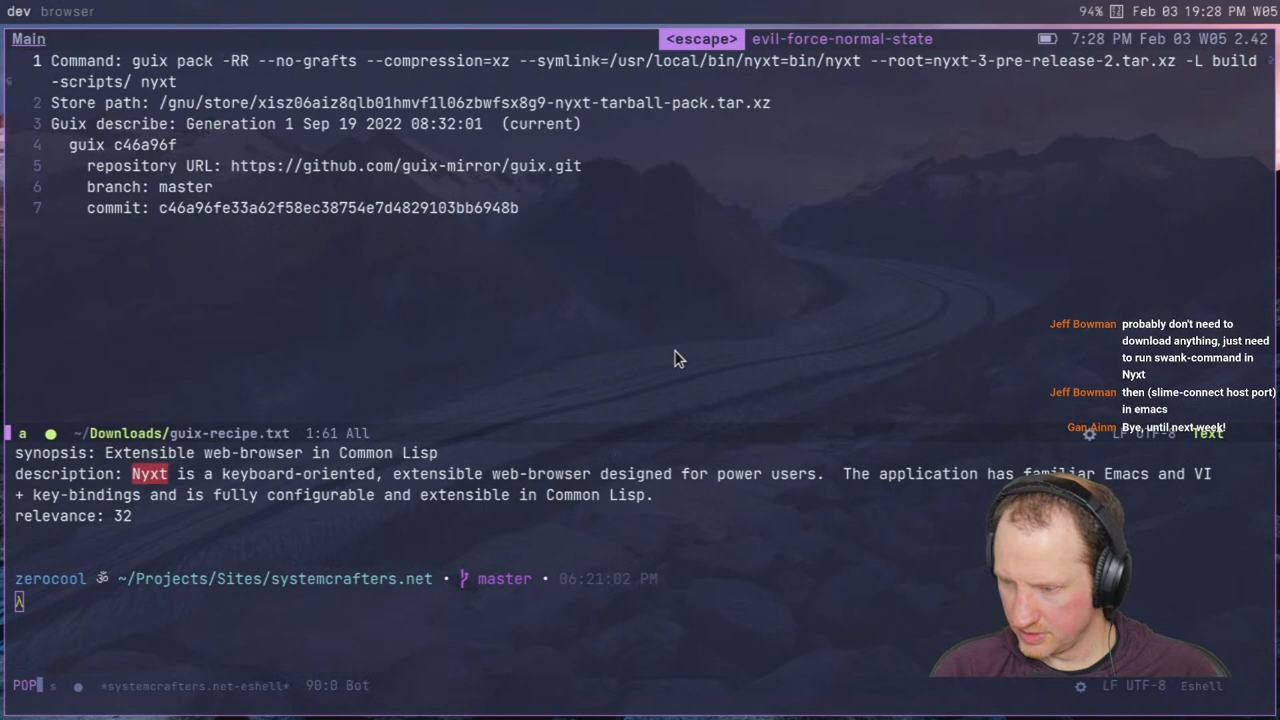 dev browser
94% Feb 03 19:28 PM W05
Main
<escape> evil-force-normal-state
7:28 PM Feb 03 W05 2.42
1 Command: guix pack -RR --no-grafts --compression=xz --symlink=/usr/local/bin/nyxt=bin/nyxt --root=nyxt-3-pre-release-2.tar.xz -L build
-scripts/ nyxt
2 Store path: /gnu/store/xisz06aiz8qlb01hmvf1l06zbwfsx8g9-nyxt-tarball-pack.tar.xz
3 Guix describe: Generation 1 Sep 19 2022 08:32:01 (current)
4 guix c46a96f
5 repository URL: https://github.com/guix-mirror/guix.git
6 branch: master
7 commit: c46a96fe33a62f58ec38754e7d4829103bb6948b
Jeff Bowman probably don't need to
download anything, just need
to run swank-command in
Nyxt
Jeff Bowman then (slime-connect host port)
in emacs
Gan Ainm Bye, until next week!
a ● ~/Downloads/guix-recipe.txt 1:61 All
LF UTF-8 Text
synopsis: Extensible web-browser in Common Lisp
description: Nyxt is a keyboard-oriented, extensible web-browser designed for power users. The application has familiar Emacs and VI
+ key-bindings and is fully configurable and extensible in Common Lisp.
relevance: 32
zerocool ॐ ~/Projects/Sites/systemcrafters.net • master • 06:21:02 PM
λ
POP s ● *systemcrafters.net-eshell* 90:0 Bot
LF UTF-8 Eshell